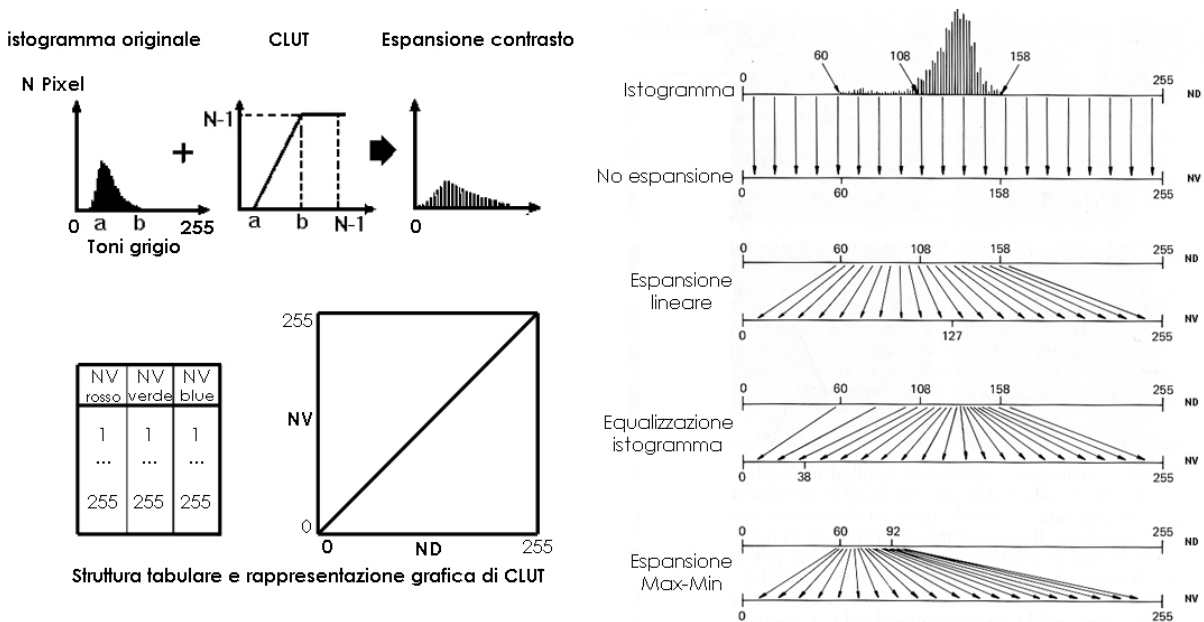 istogramma originale
CLUT
Espansione contrasto
N Pixel
N-1
0 a b 255
Toni grigio
a b N-1
0
NV rosso NV verde NV blue
1 1 1
... ... ...
255 255 255
255
NV
0
0 ND 255
Struttura tabulare e rappresentazione grafica di CLUT
60 108 158
0 255
Istogramma ND
No espansione NV
0 60 158 255
0 60 108 158 255 ND
Espansione
lineare
NV
0 127 255
0 60 108 158 255 ND
Equalizzazione
istogramma
NV
0 38 255
0 60 92 255
ND
Espansione
Max-Min
NV
0 255